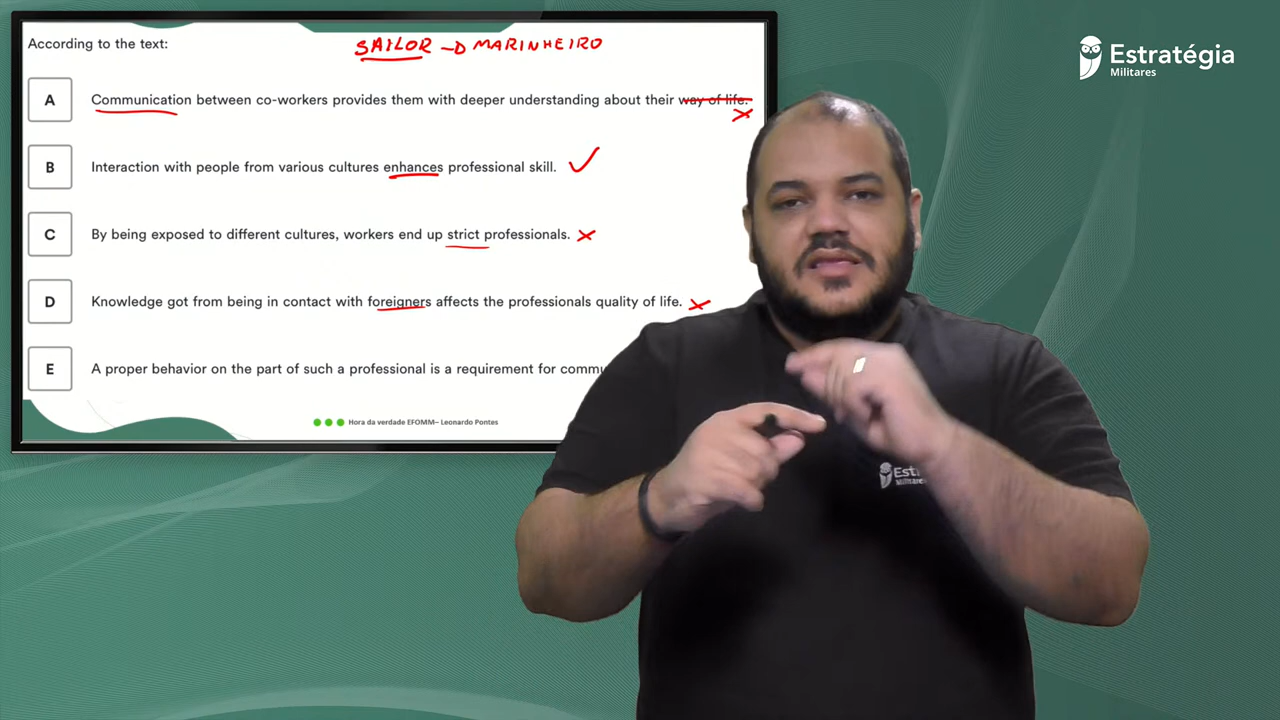 According to the text:
SAILOR → MARINHEIRO
A
Communication between co-workers provides them with deeper understanding about their way of life.
B
Interaction with people from various cultures enhances professional skill.
C
By being exposed to different cultures, workers end up strict professionals.
D
Knowledge got from being in contact with foreigners affects the professionals quality of life.
E
A proper behavior on the part of such a professional is a requirement for
Hora da verdade EFOMM– Leonardo Pontes
Estratégia
Militares